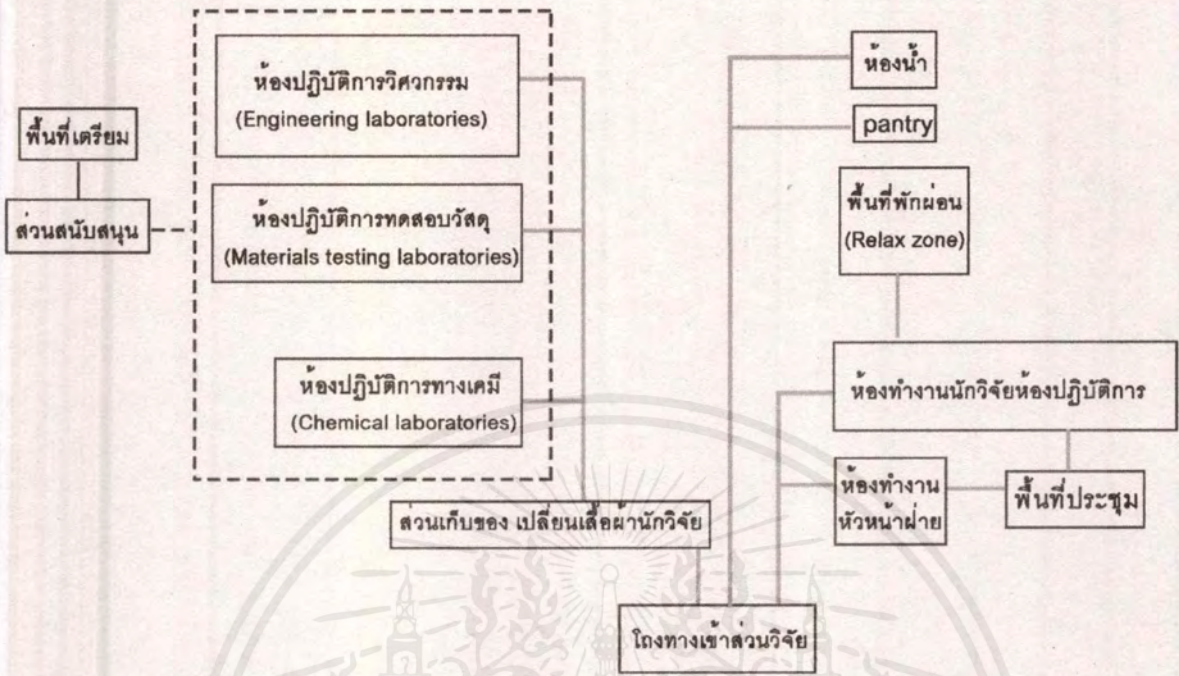 ห้องปฏิบัติการวิศวกรรม
(Engineering laboratories)
พื้นที่เตรียม
ส่วนสนับสนุน
ห้องปฏิบัติการทดสอบวัสดุ
(Materials testing laboratories)
ห้องปฏิบัติการทางเคมี
(Chemical laboratories)
ส่วนเก็บของ เปลี่ยนเสื้อผ้านักวิจัย
ห้องน้ำ
pantry
พื้นที่พักผ่อน
(Relax zone)
ห้องทำงานนักวิจัยห้องปฏิบัติการ
ห้องทำงาน
หัวหน้าฝ่าย
พื้นที่ประชุม
โถงทางเข้าส่วนวิจัย